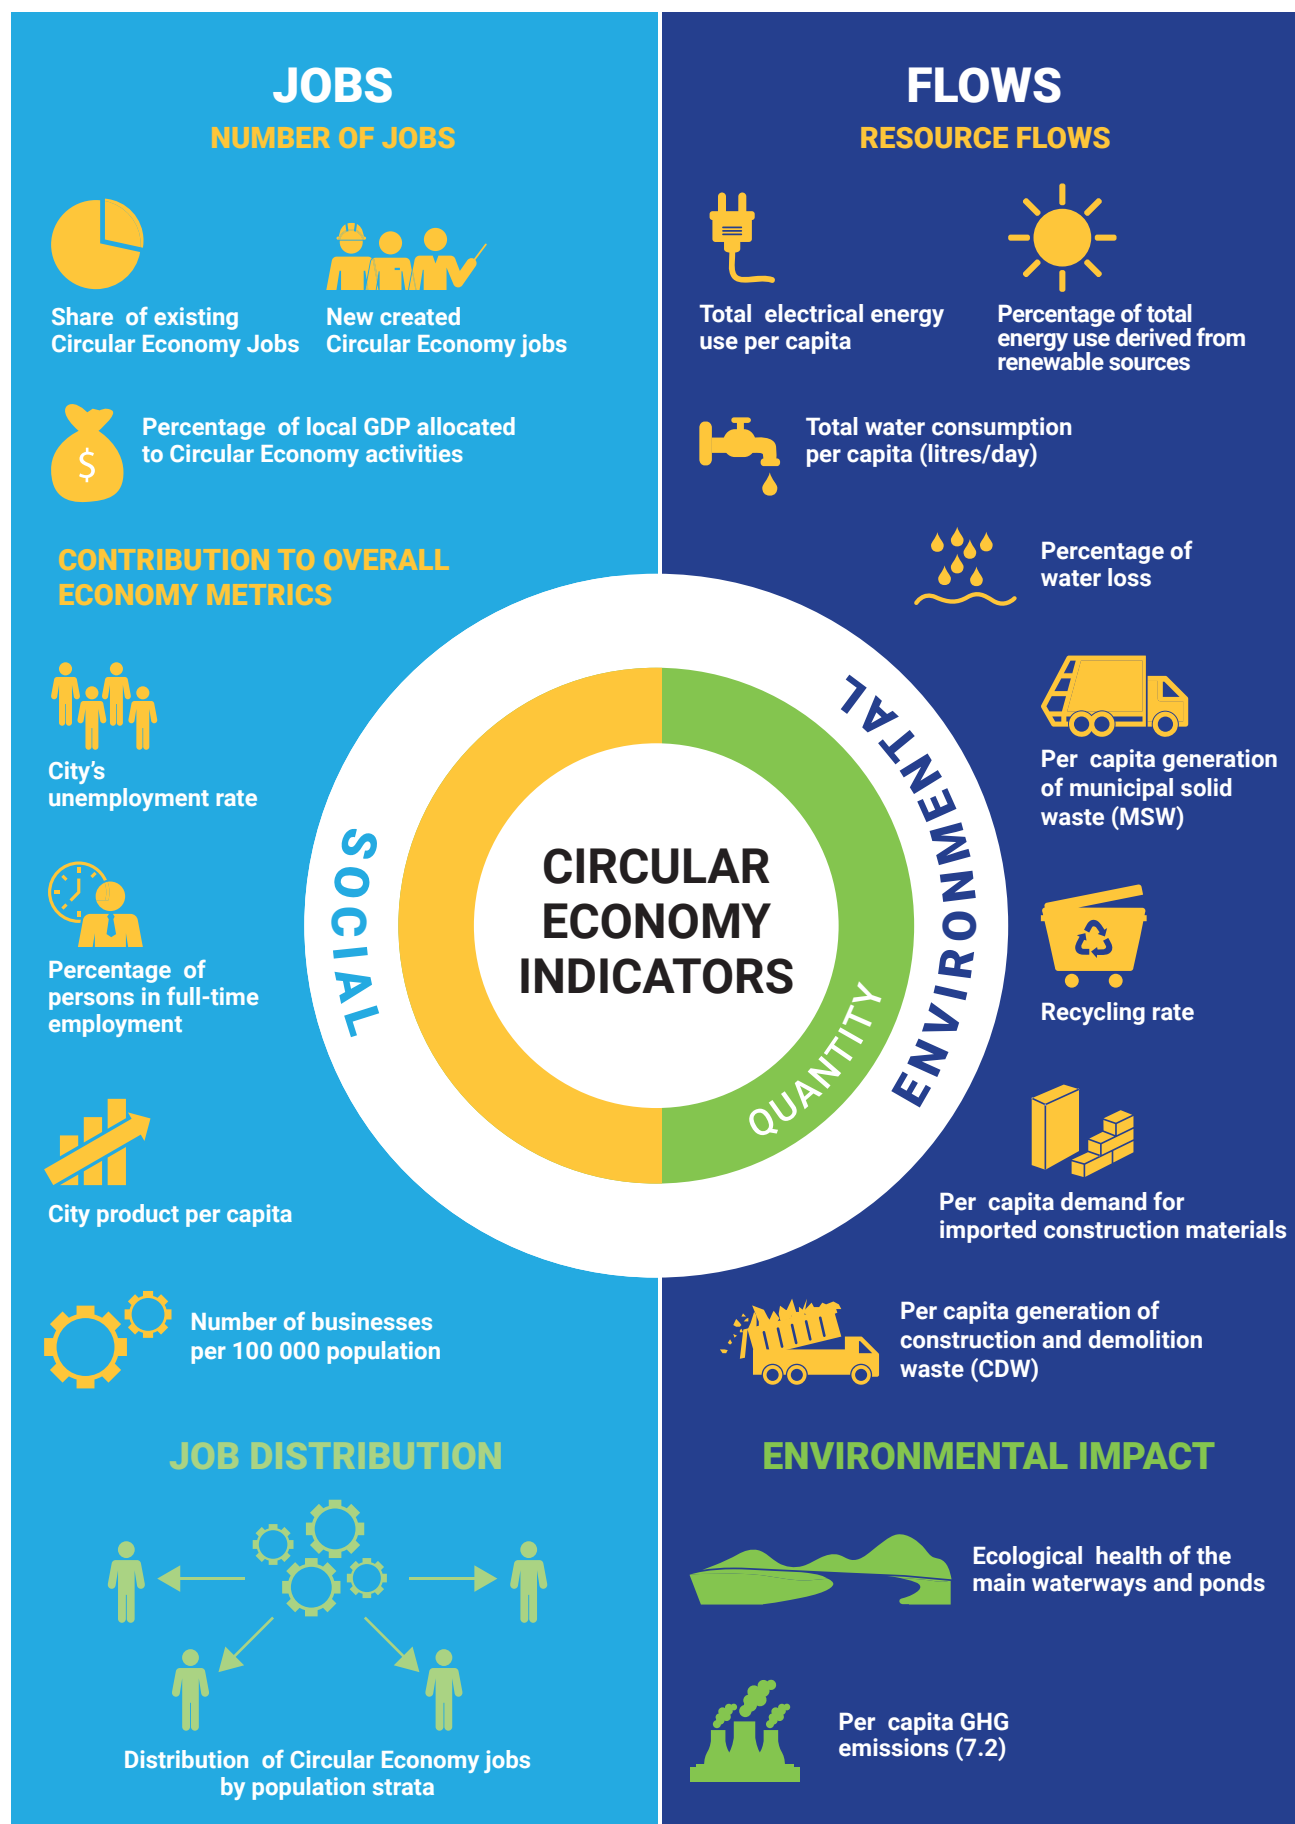 JOBS
NUMBER OF JOBS
Share of existing
Circular Economy Jobs
New created
Circular Economy jobs
$
Percentage of local GDP allocated
to Circular Economy activities
CONTRIBUTION TO OVERALL
ECONOMY METRICS
City's
unemployment rate
Percentage of
persons in full-time
employment
City product per capita
Number of businesses
per 100 000 population
JOB DISTRIBUTION
Distribution of Circular Economy jobs
by population strata
SOCIAL
CIRCULAR
ECONOMY
INDICATORS
QUANTITY
ENVIRONMENTAL
FLOWS
RESOURCE FLOWS
Total electrical energy
use per capita
Percentage of total
energy use derived from
renewable sources
Total water consumption
per capita (litres/day)
Percentage of
water loss
Per capita generation
of municipal solid
waste (MSW)
Recycling rate
Per capita demand for
imported construction materials
Per capita generation of
construction and demolition
waste (CDW)
ENVIRONMENTAL IMPACT
Ecological health of the
main waterways and ponds
Per capita GHG
emissions (7.2)